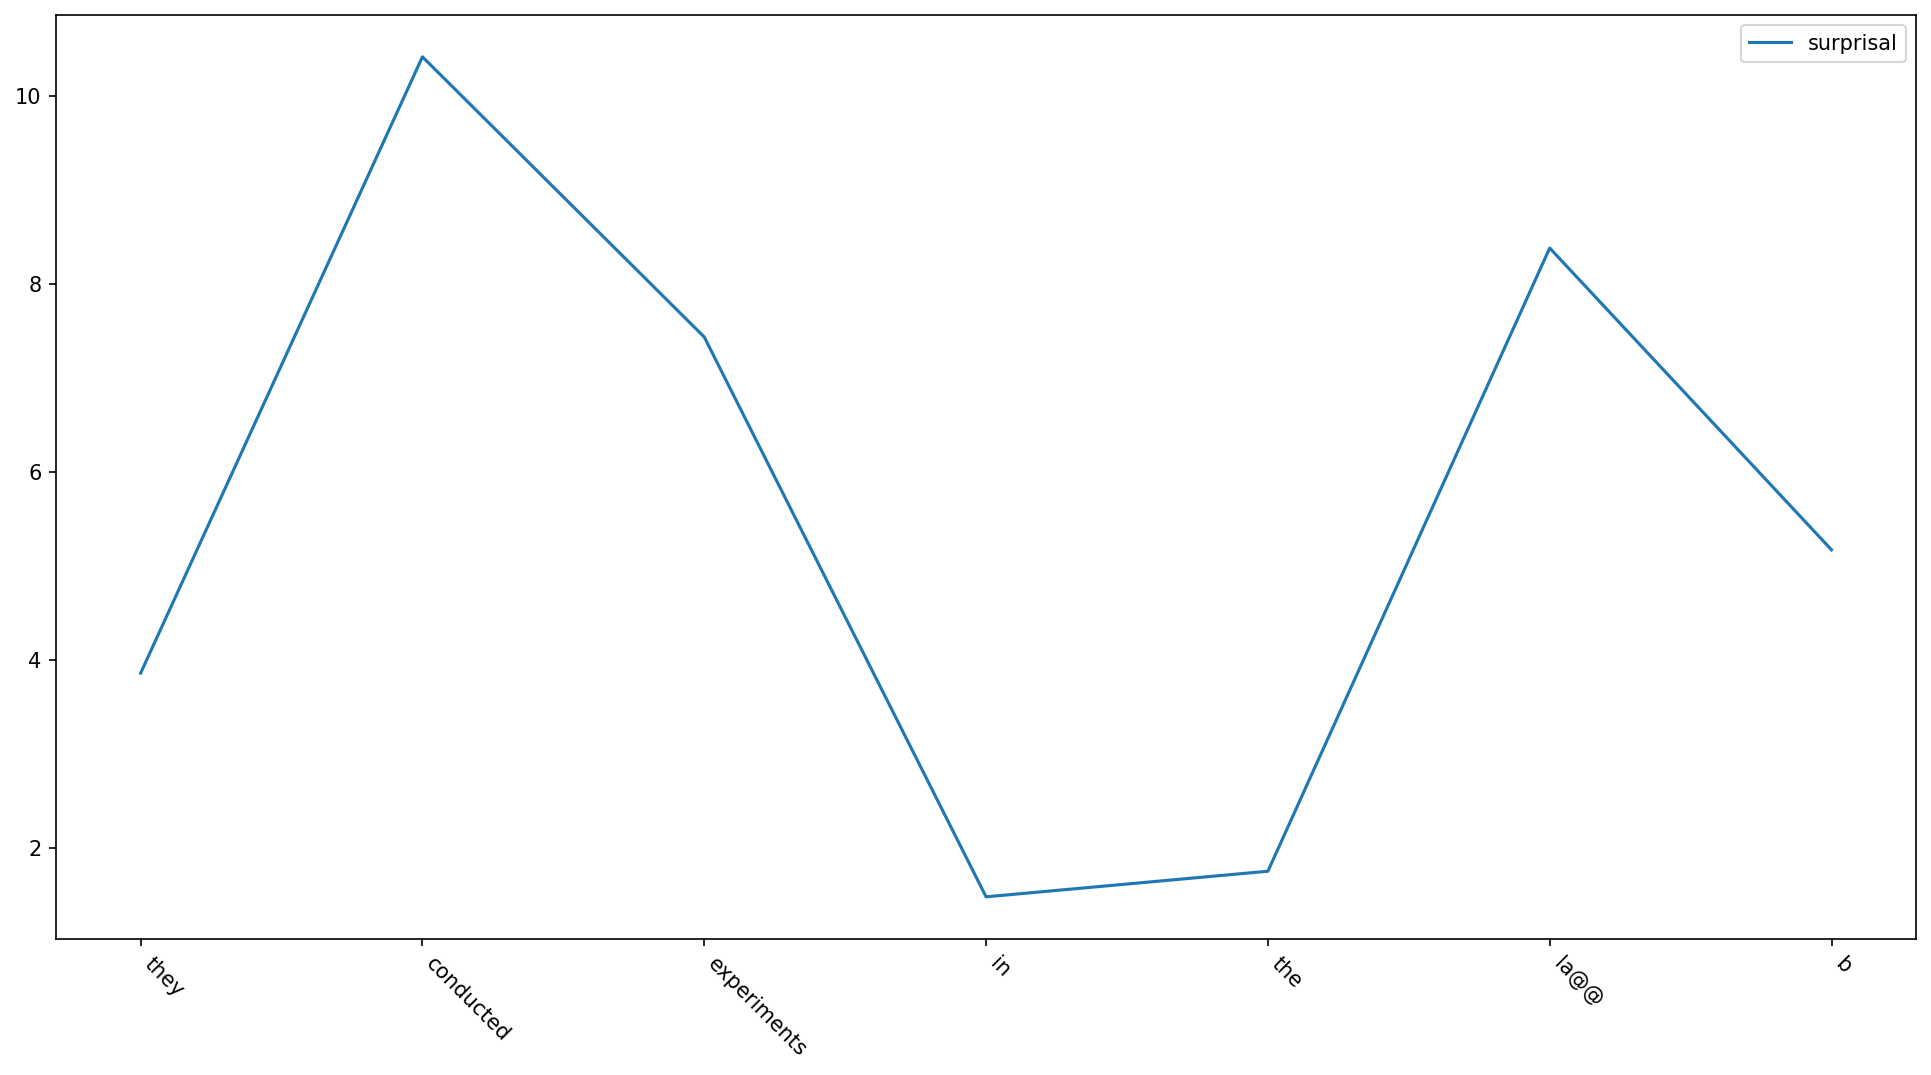 surprisal
10
8
6
4
2
they
conducted
experiments
in
the
la@@
b